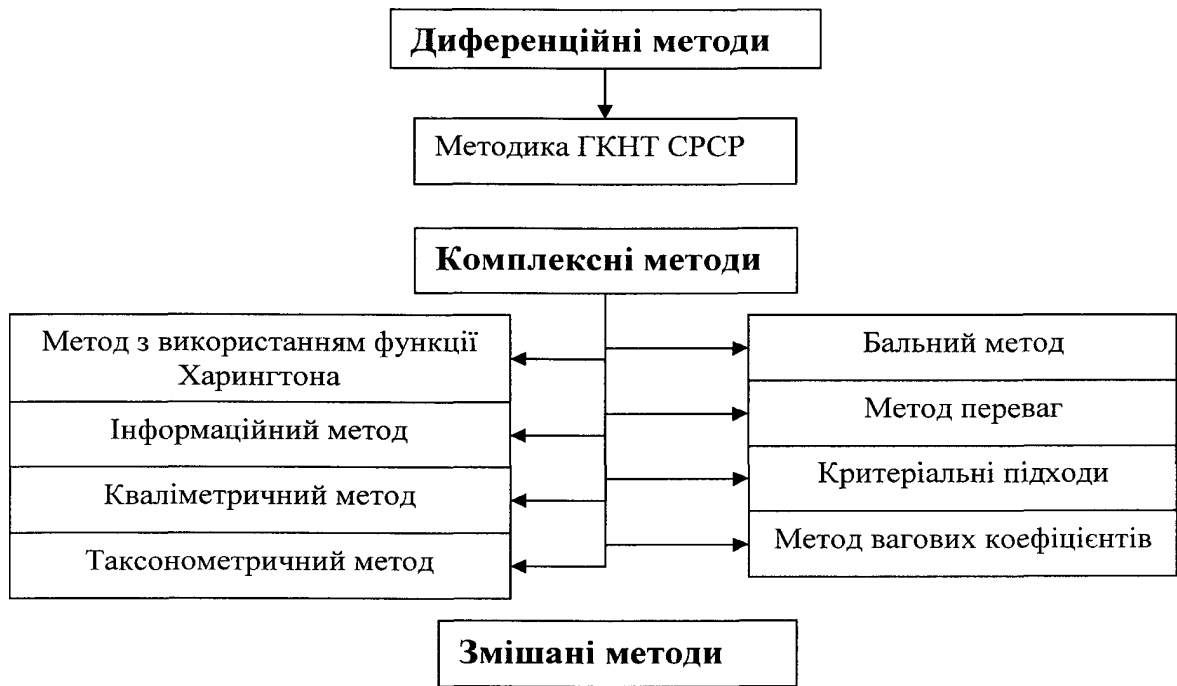 Диференційні методи
Методика ГКНТ СРСР
Комплексні методи
Метод з використанням функції
Харингтона
Інформаційний метод
Кваліметричний метод
Таксонометричний метод
Бальний метод
Метод переваг
Критеріальні підходи
Метод вагових коефіцієнтів
Змішані методи